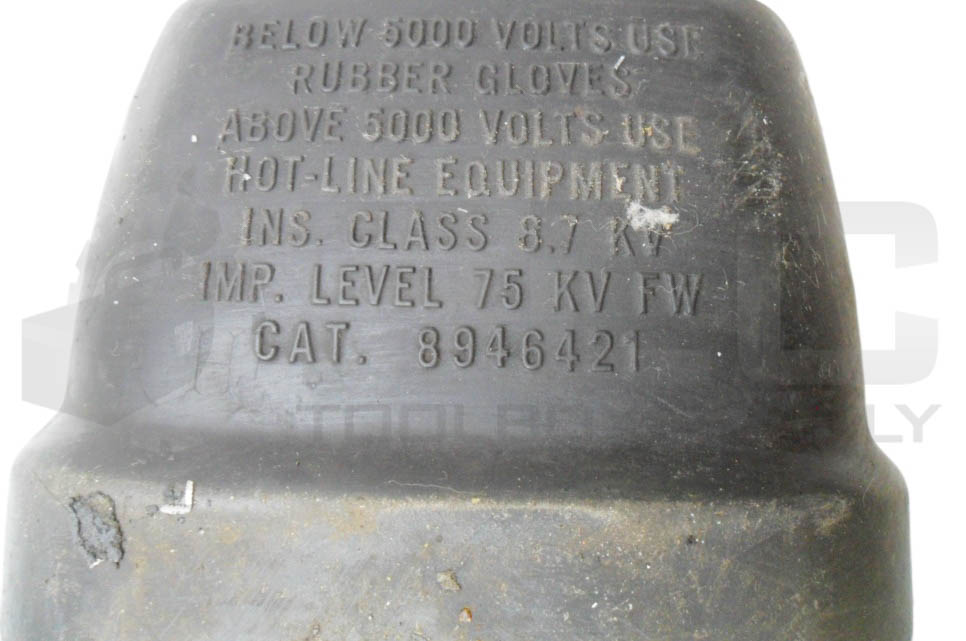 BELOW 5000 VOLTS USE
RUBBER GLOVES
ABOVE 5000 VOLTS USE
HOT-LINE EQUIPMENT
INS. CLASS 8.7 KV
IMP. LEVEL 75 KV FW
CAT. 8946421